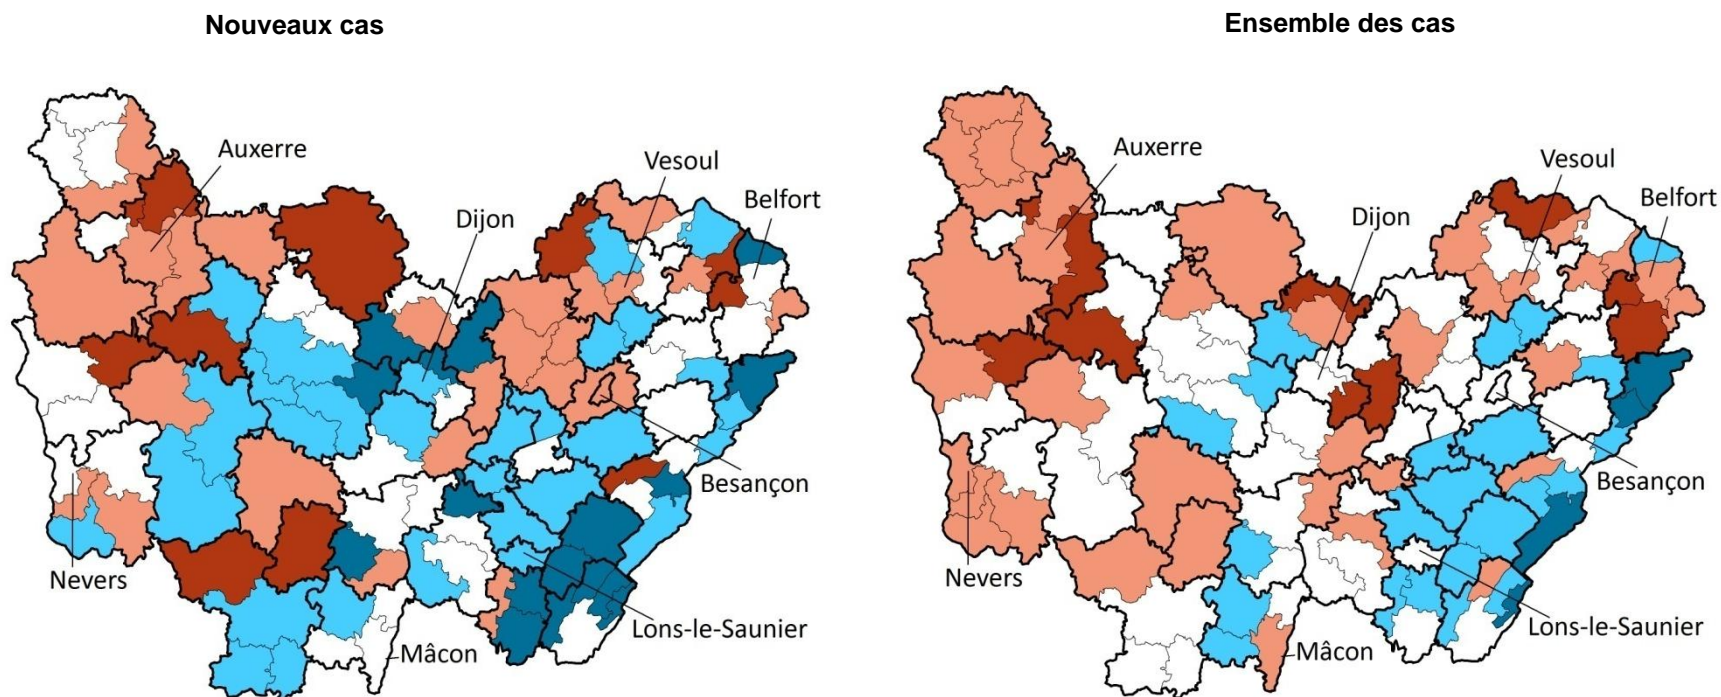 Nouveaux cas
Auxerre
Vesoul
Belfort
Dijon
Besançon
Nevers
Lons-le-Saunier
Mâcon
Ensemble des cas
Auxerre
Vesoul
Belfort
Dijon
Besançon
Nevers
Lons-le-Saunier
Mâcon